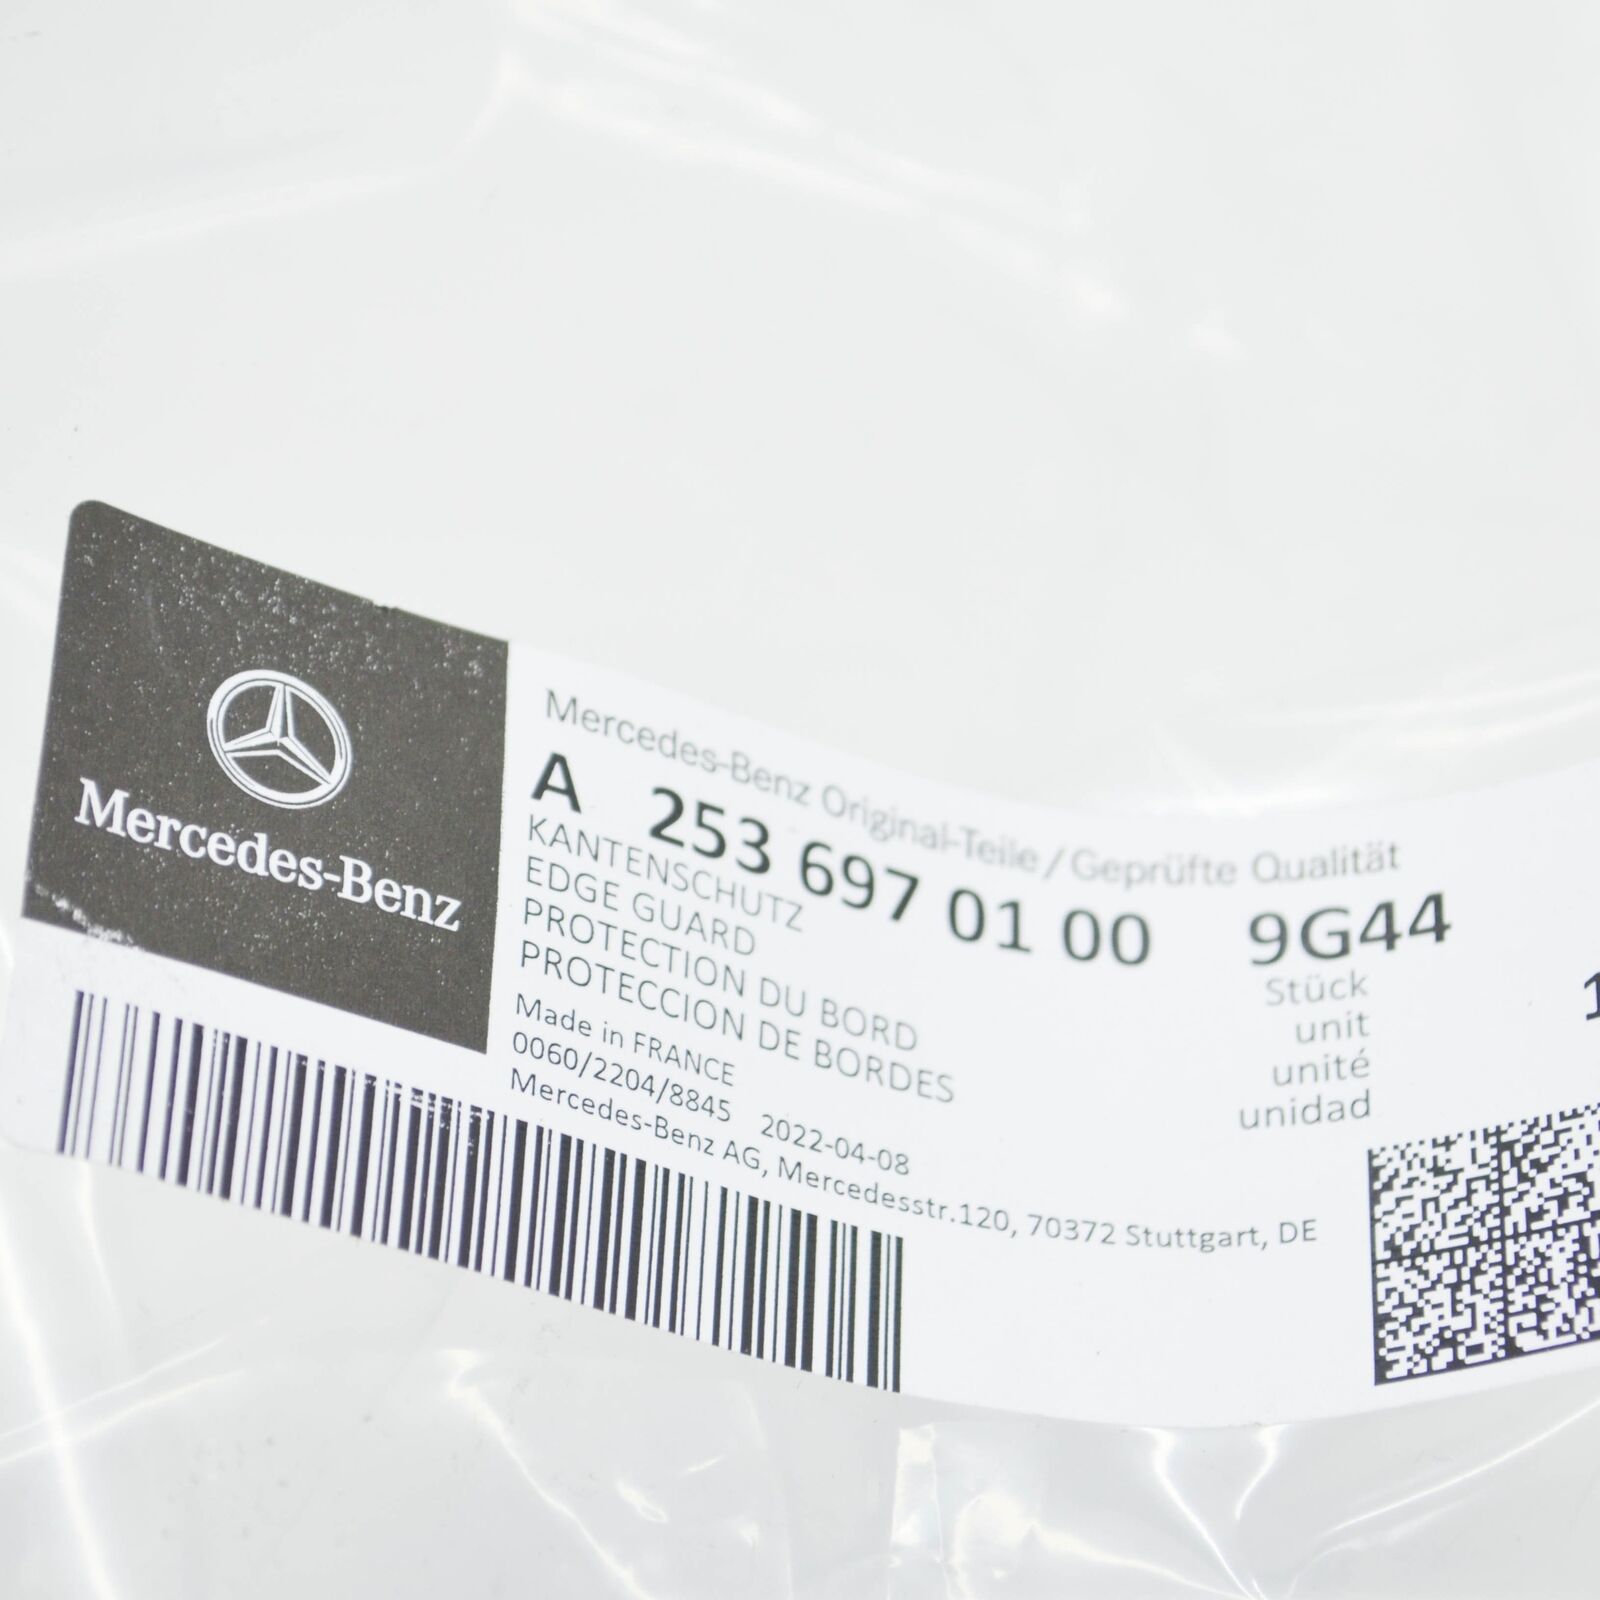 Mercedes-Benz
Mercedes-Benz Original-Teile / Geprüfte Qualität
A 253 697 01 00 9G44
KANTENSCHUTZ
EDGE GUARD
PROTECTION DU BORD
PROTECCION DE BORDES
Stück
unit
unité
unidad
1
Made in FRANCE
0060/2204/8845 2022-04-08
Mercedes-Benz AG, Mercedesstr.120, 70372 Stuttgart, DE